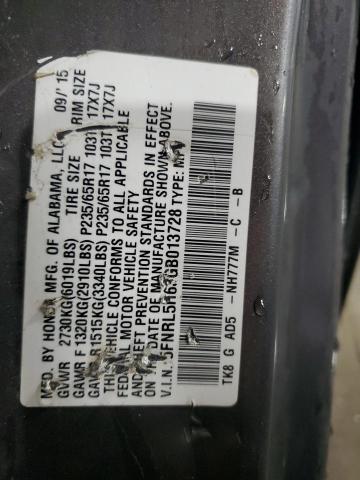 MFD. BY HONDA MFG. OF ALABAMA, LLC. 09/ 15
TIRE SIZE RIM SIZE
GVWR 2730KG(6019LBS)
GAWR F 1320KG(2910LBS) P235/65R17 103T 17X7J
GAWR R1515KG(3340LBS) P235/65R17 103T 17X7J
THIS VEHICLE CONFORMS TO ALL APPLICABLE
FEDERAL MOTOR VEHICLE SAFETY
AND THEFT PREVENTION STANDARDS IN EFFECT
ON THE DATE OF MANUFACTURE SHOWN ABOVE.
V.I.N. 5FNRL5H63GB013728 TYPE: MPV
TK8 G AD5 -NH777M -C -B